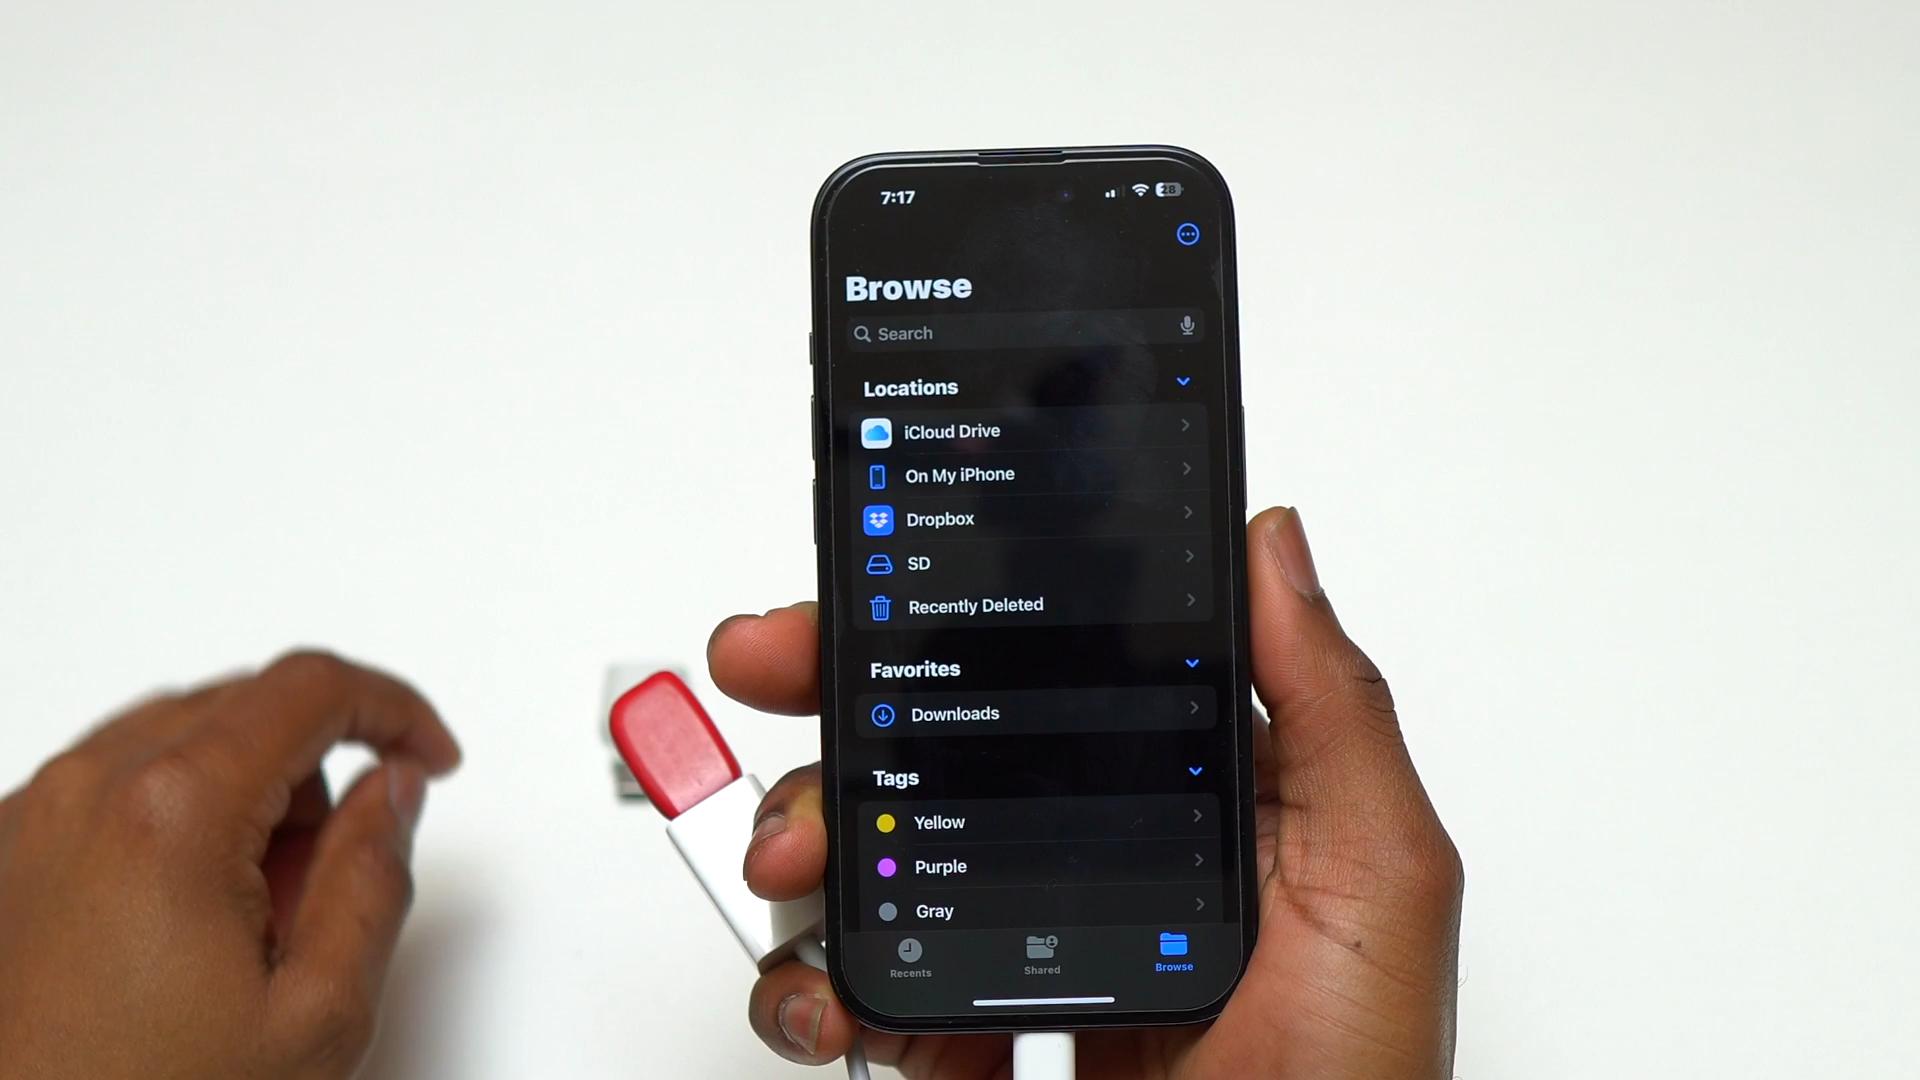 7:17
28
Browse
Search
Locations
iCloud Drive
On My iPhone
Dropbox
SD
Recently Deleted
Favorites
Downloads
Tags
Yellow
Purple
Gray
Recents
Shared
Browse